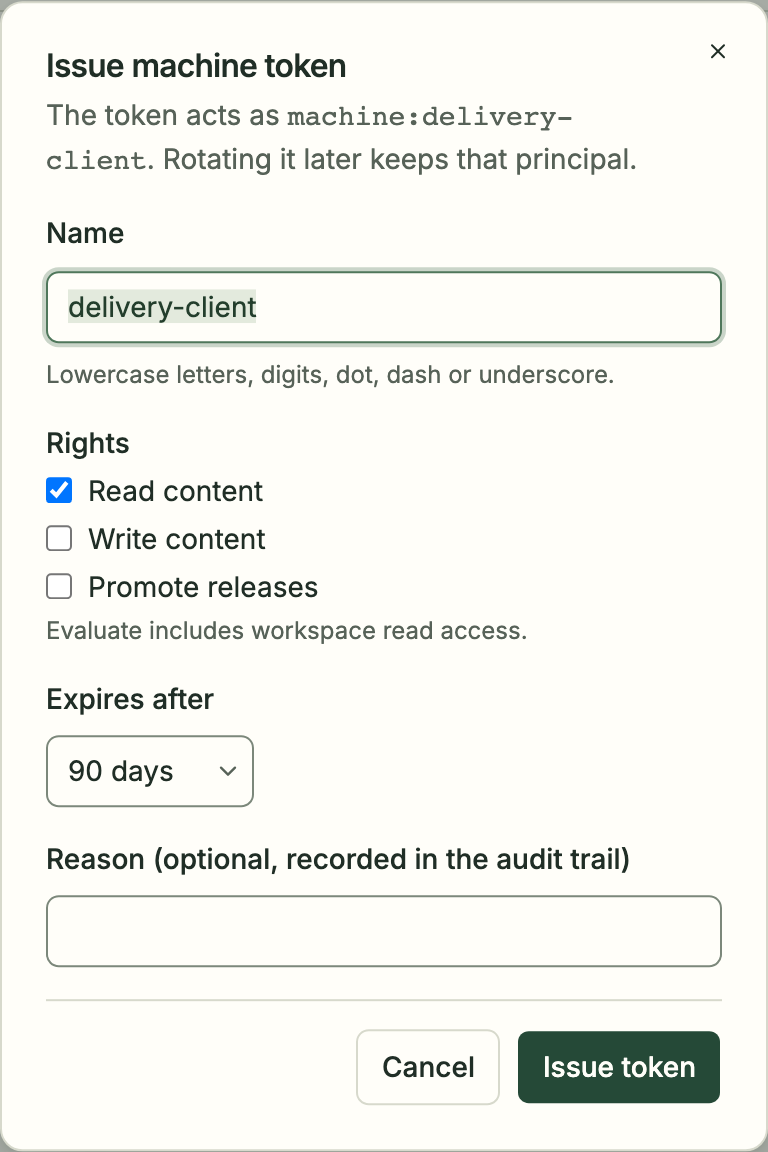 Issue machine token
The token acts as machine:delivery-
client. Rotating it later keeps that principal.
Name
delivery-client
Lowercase letters, digits, dot, dash or underscore.
Rights
Read content
Write content
Promote releases
Evaluate includes workspace read access.
Expires after
90 days
Reason (optional, recorded in the audit trail)
Cancel
Issue token